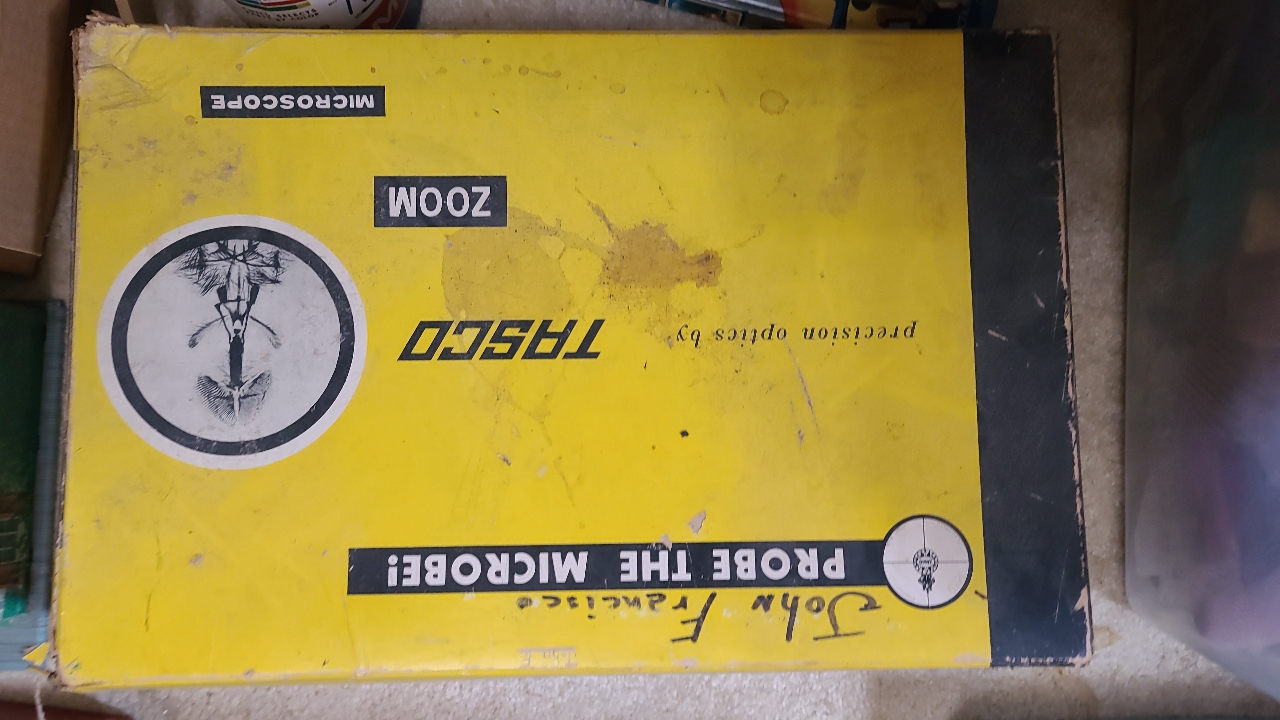 John Francisco
PROBE THE MICROBE!
precision optics by TASCO
ZOOM
MICROSCOPE